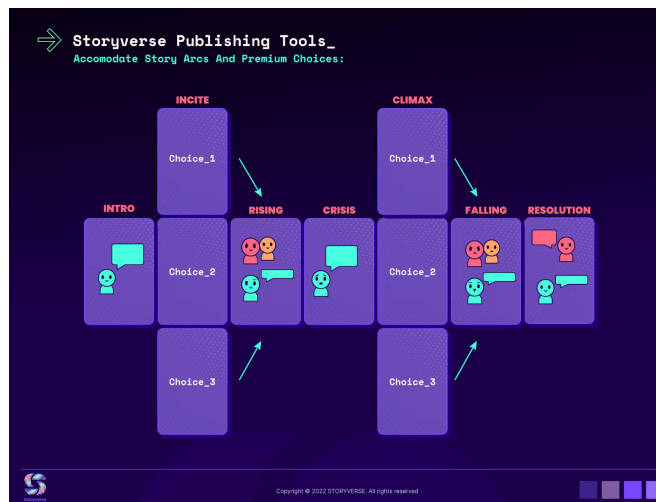 Storyverse Publishing Tools_
Accomodate Story Arcs And Premium Choices:
INCITE
CLIMAX
Choice_1
Choice_1
INTRO
RISING
CRISIS
FALLING
RESOLUTION
Choice_2
Choice_2
Choice_3
Choice_3
Storyverse
Copyright © 2022 STORYVERSE. All rights reserved